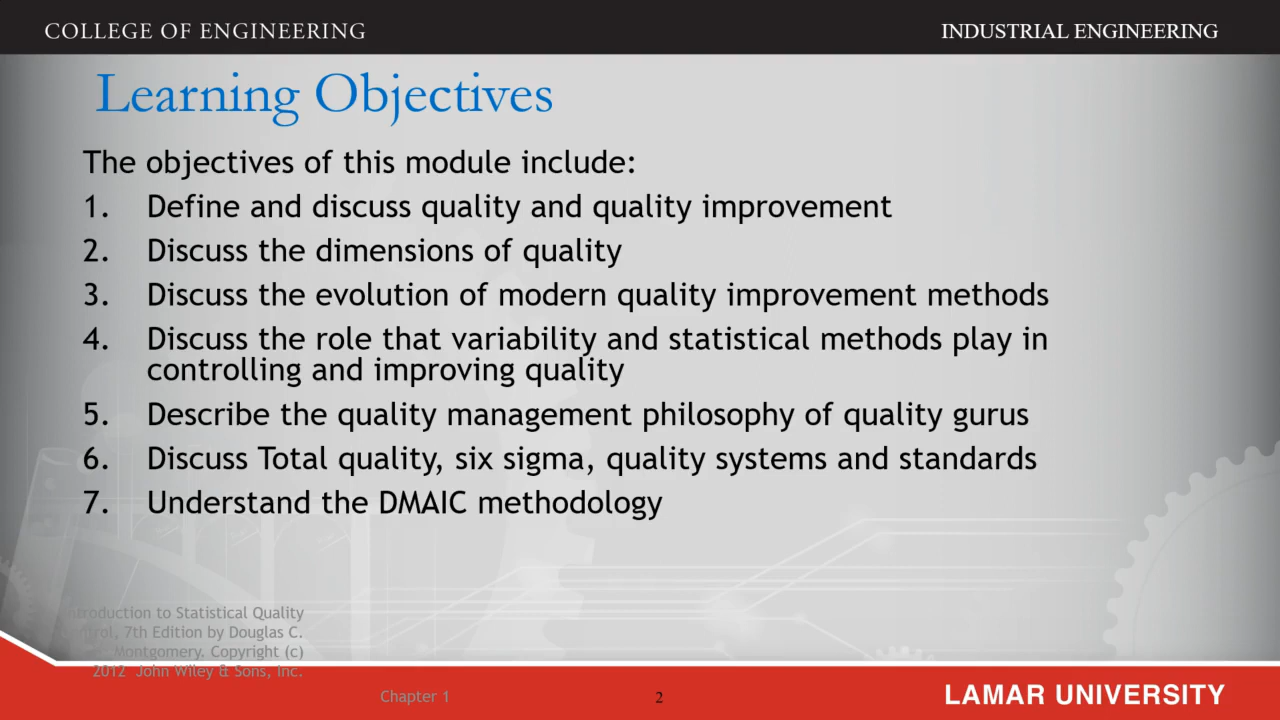 COLLEGE OF ENGINEERING
INDUSTRIAL ENGINEERING
Learning Objectives
The objectives of this module include:
1. Define and discuss quality and quality improvement
2. Discuss the dimensions of quality
3. Discuss the evolution of modern quality improvement methods
4. Discuss the role that variability and statistical methods play in
controlling and improving quality
5. Describe the quality management philosophy of quality gurus
6. Discuss Total quality, six sigma, quality systems and standards
7. Understand the DMAIC methodology
Introduction to Statistical Quality
Control, 7th Edition by Douglas C.
Montgomery. Copyright (c)
2012 John Wiley & Sons, Inc.
Chapter 1
2
LAMAR UNIVERSITY